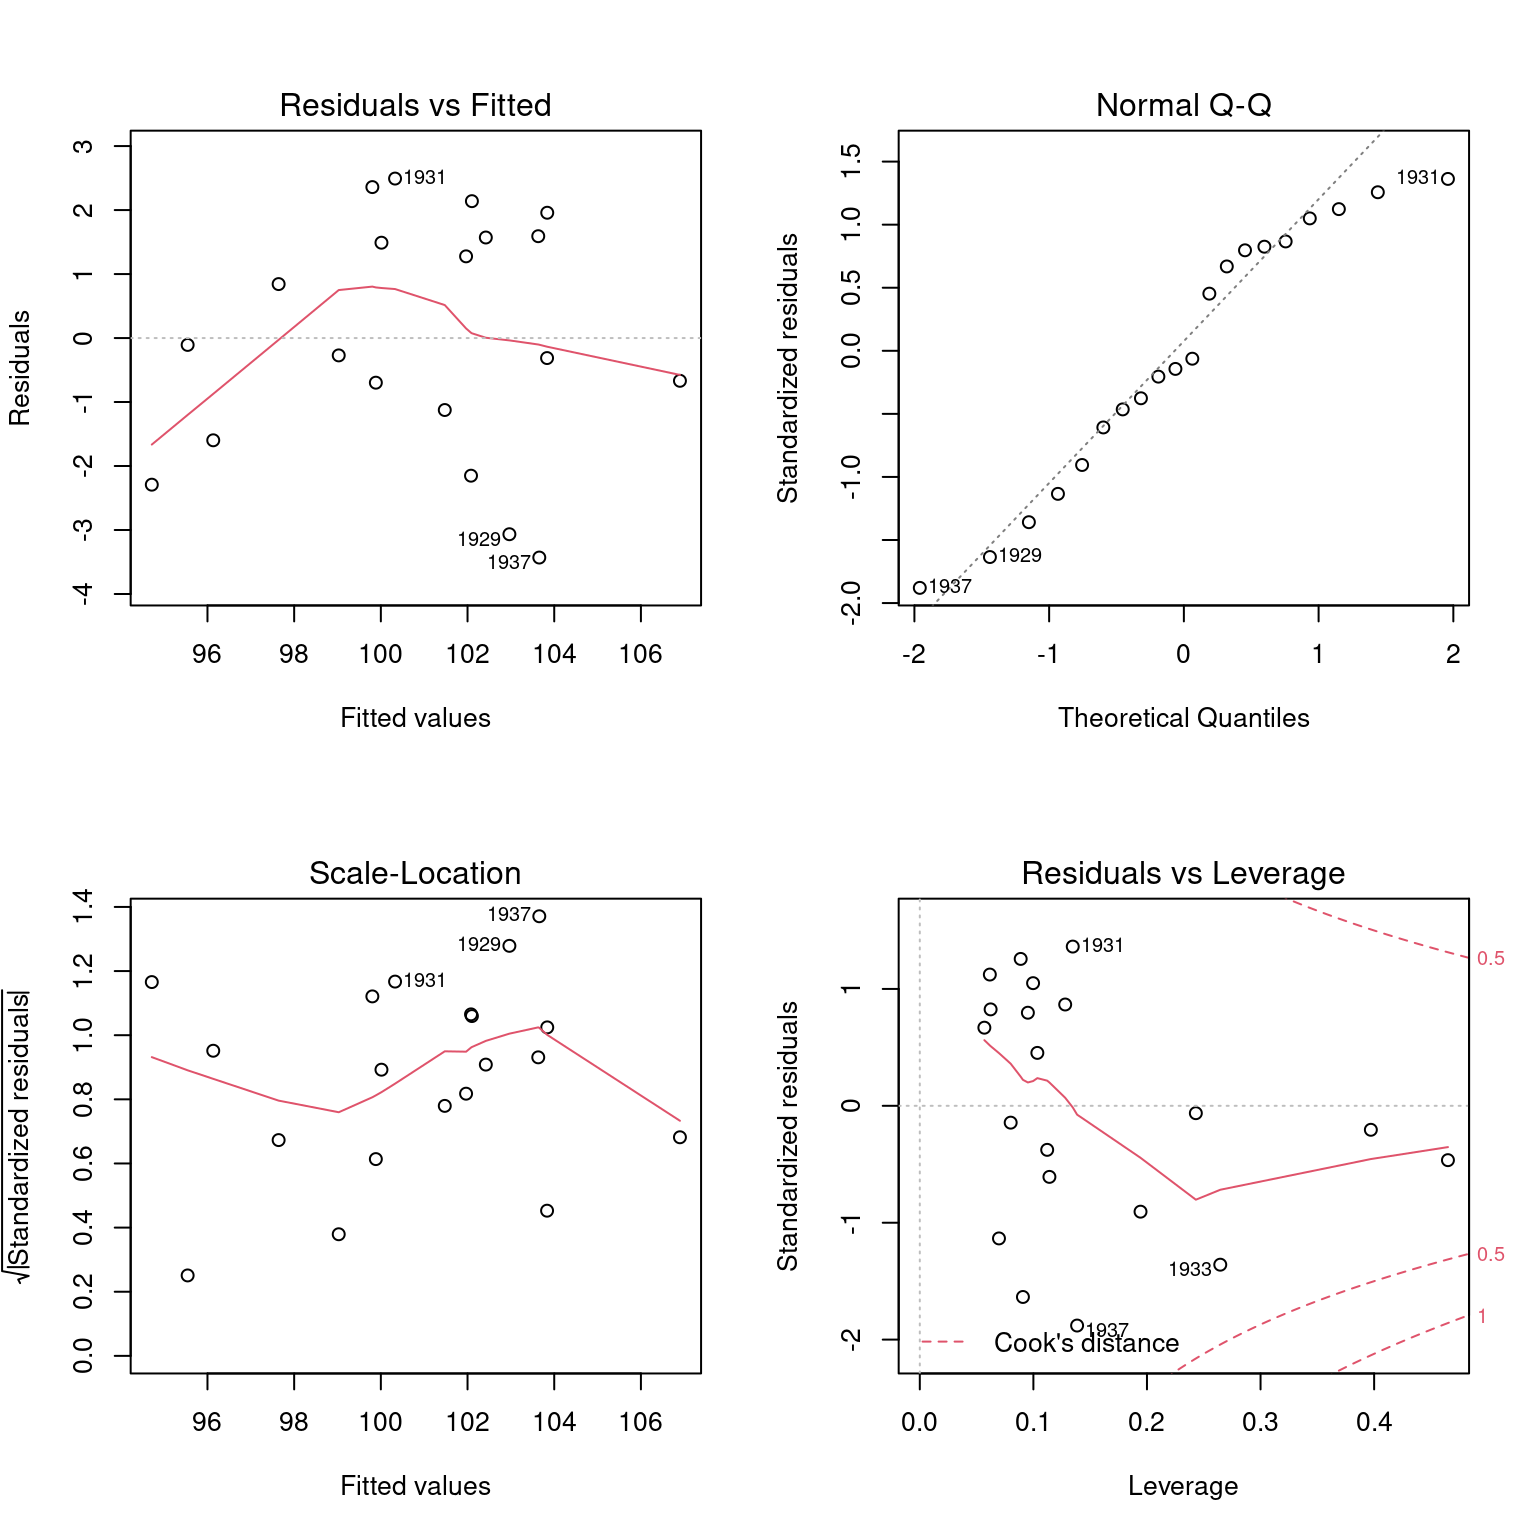 Residuals vs Fitted
3
2
1
0
-1
-2
-3
-4
Residuals
1931
1929
1937
96 98 100 102 104 106
Fitted values
Normal Q-Q
1.5
1.0
0.5
0.0
-1.0
-2.0
Standardized residuals
1931
1929
1937
-2 -1 0 1 2
Theoretical Quantiles
Scale-Location
1.4
1.2
1.0
0.8
0.6
0.4
0.2
0.0
√|Standardized residuals|
1937
1929
1931
96 98 100 102 104 106
Fitted values
Residuals vs Leverage
1
0
-1
-2
Standardized residuals
1931
0.5
0.5
1933
1
1937
Cook's distance
0.0 0.1 0.2 0.3 0.4
Leverage